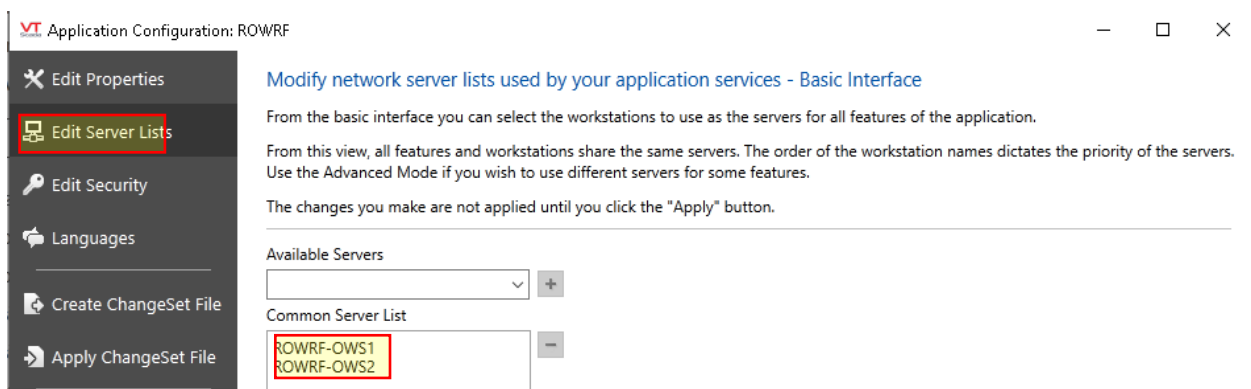 VT
Scada
Application Configuration: ROWRF
Edit Properties
Edit Server Lists
Edit Security
Languages
Create ChangeSet File
Apply ChangeSet File
Modify network server lists used by your application services - Basic Interface
From the basic interface you can select the workstations to use as the servers for all features of the application.
From this view, all features and workstations share the same servers. The order of the workstation names dictates the priority of the servers.
Use the Advanced Mode if you wish to use different servers for some features.
The changes you make are not applied until you click the "Apply" button.
Available Servers
Common Server List
ROWRF-OWS1
ROWRF-OWS2